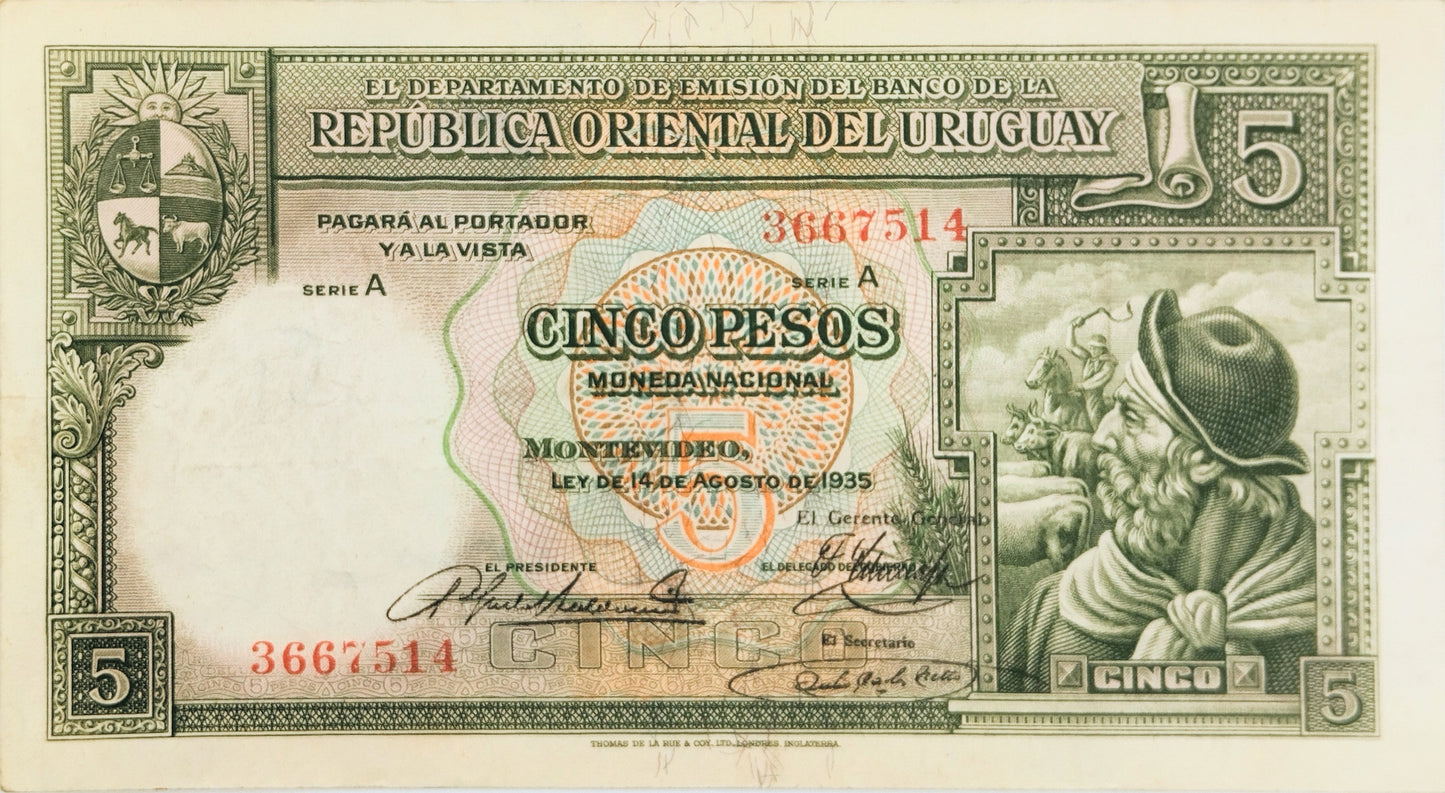 EL DEPARTAMENTO DE EMISIÓN DEL BANCO DE LA
REPÚBLICA ORIENTAL DEL URUGUAY
5
PAGARÁ AL PORTADOR
Y A LA VISTA
3667514
SERIE A
SERIE A
CINCO PESOS
MONEDA NACIONAL
5
MONTEVIDEO,
LEY DE 14 DE AGOSTO DE 1935
El Gerente General
EL PRESIDENTE
EL DELEGADO DEL GOBIERNO
CINCO
El Secretario
3667514
5
CINCO
5
THOMAS DE LA RUE & COY. LTD. LONDRES. INGLATERRA.